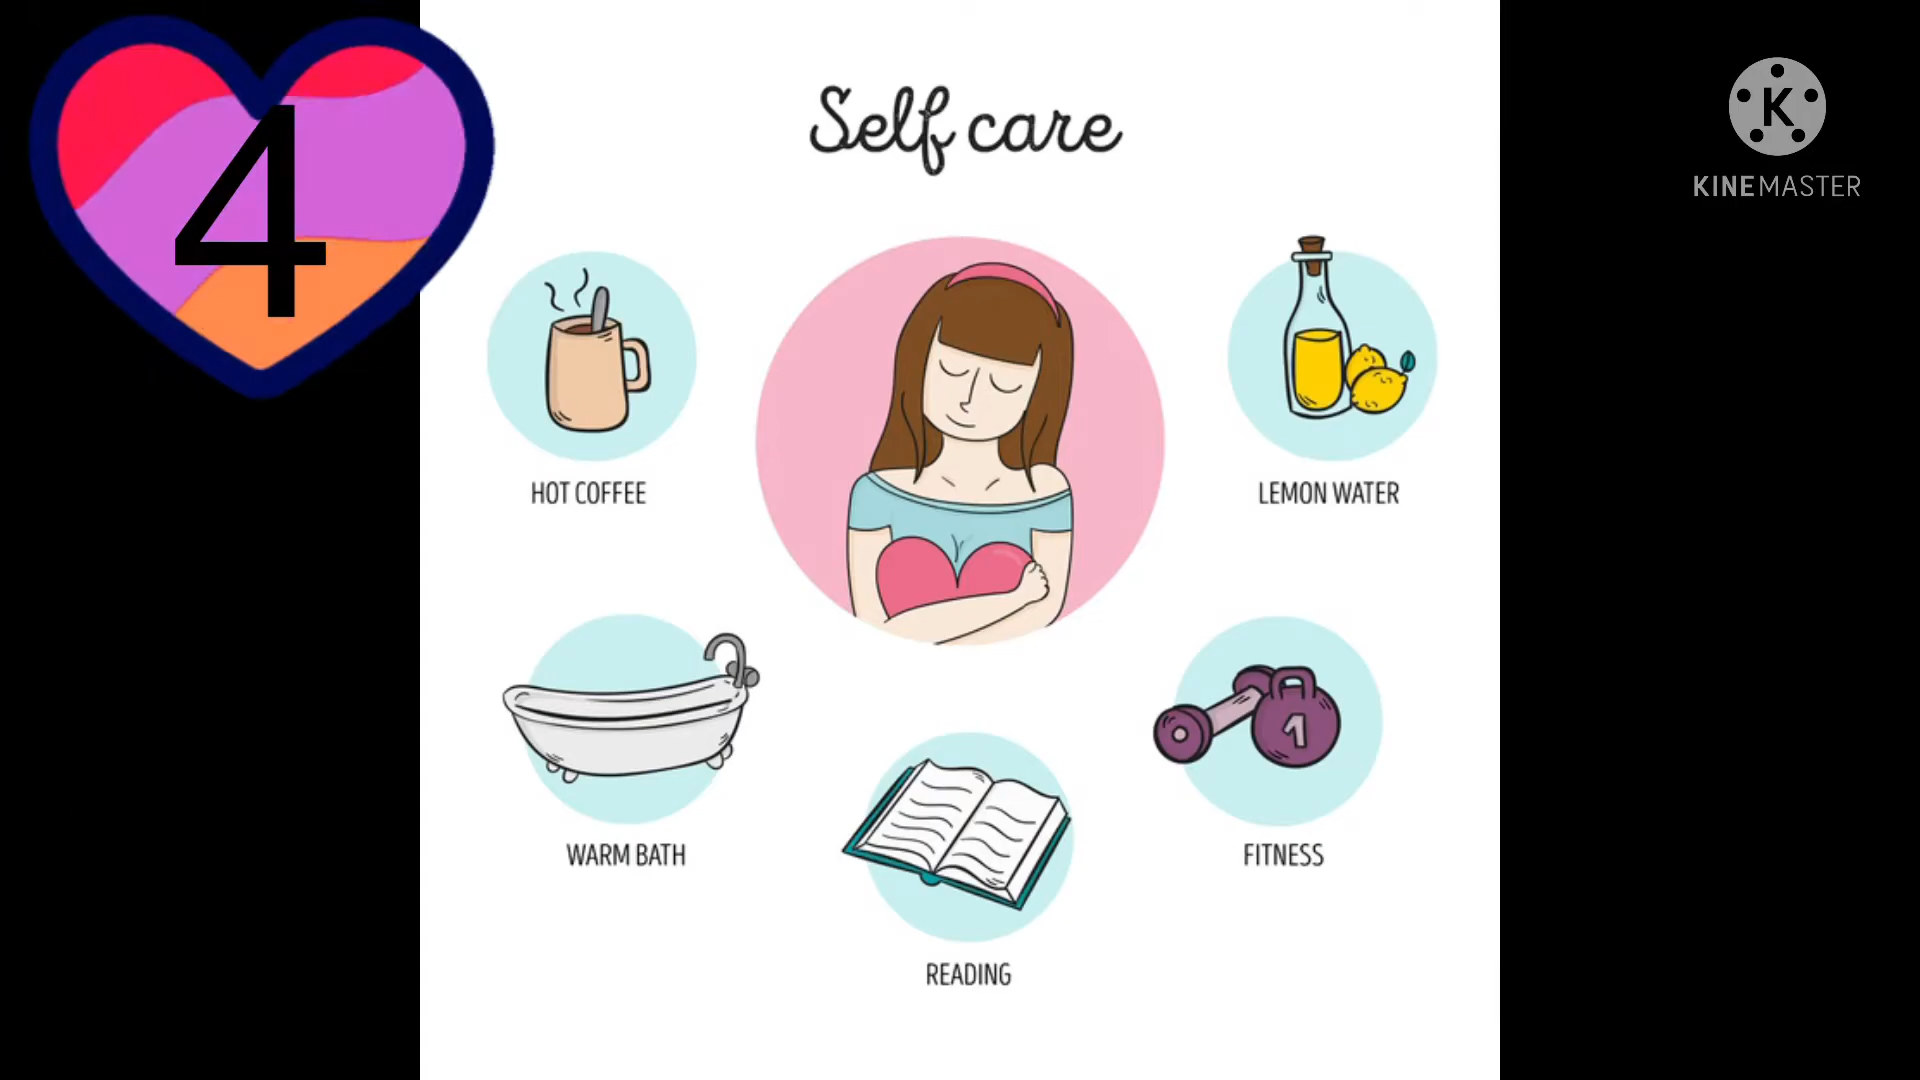 4
Self care
K
KINEMASTER
HOT COFFEE
LEMON WATER
1
WARM BATH
FITNESS
READING